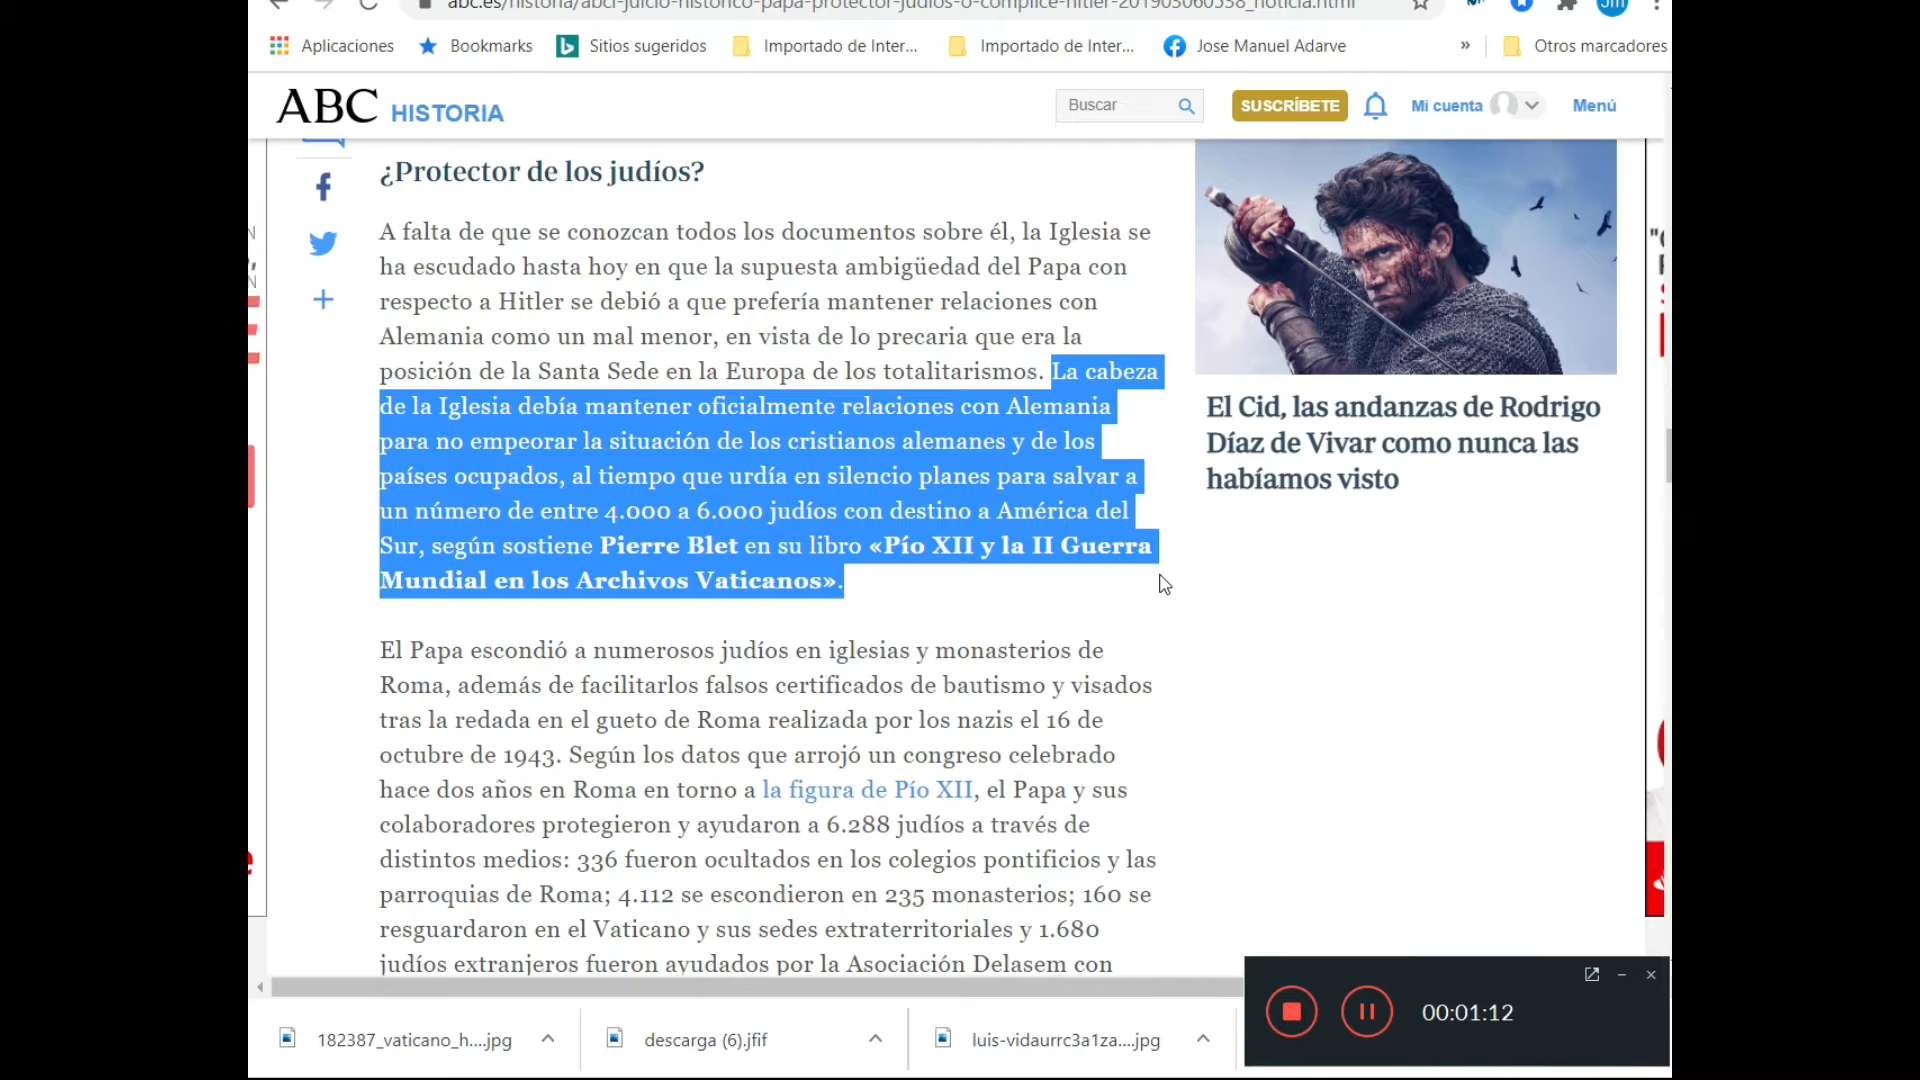 abc.es/historia/abci-juicio-historico-papa-protector-judios-o-complice-hitler-201903060338_noticia.html
Jm
Aplicaciones
Bookmarks
Sitios sugeridos
Importado de Inter...
Importado de Inter...
Jose Manuel Adarve
»
Otros marcadores
ABC HISTORIA
Buscar
SUSCRÍBETE
Mi cuenta
Menú
¿Protector de los judíos?
A falta de que se conozcan todos los documentos sobre él, la Iglesia se
ha escudado hasta hoy en que la supuesta ambigüedad del Papa con
respecto a Hitler se debió a que prefería mantener relaciones con
Alemania como un mal menor, en vista de lo precaria que era la
posición de la Santa Sede en la Europa de los totalitarismos. La cabeza
de la Iglesia debía mantener oficialmente relaciones con Alemania
para no empeorar la situación de los cristianos alemanes y de los
países ocupados, al tiempo que urdía en silencio planes para salvar a
un número de entre 4.000 a 6.000 judíos con destino a América del
Sur, según sostiene Pierre Blet en su libro «Pío XII y la II Guerra
Mundial en los Archivos Vaticanos».
El Papa escondió a numerosos judíos en iglesias y monasterios de
Roma, además de facilitarlos falsos certificados de bautismo y visados
tras la redada en el gueto de Roma realizada por los nazis el 16 de
octubre de 1943. Según los datos que arrojó un congreso celebrado
hace dos años en Roma en torno a la figura de Pío XII, el Papa y sus
colaboradores protegieron y ayudaron a 6.288 judíos a través de
distintos medios: 336 fueron ocultados en los colegios pontificios y las
parroquias de Roma; 4.112 se escondieron en 235 monasterios; 160 se
resguardaron en el Vaticano y sus sedes extraterritoriales y 1.680
judíos extranjeros fueron ayudados por la Asociación Delasem con
El Cid, las andanzas de Rodrigo
Díaz de Vivar como nunca las
habíamos visto
182387_vaticano_h....jpg
descarga (6).jfif
luis-vidaurrc3a1za....jpg
00:01:12